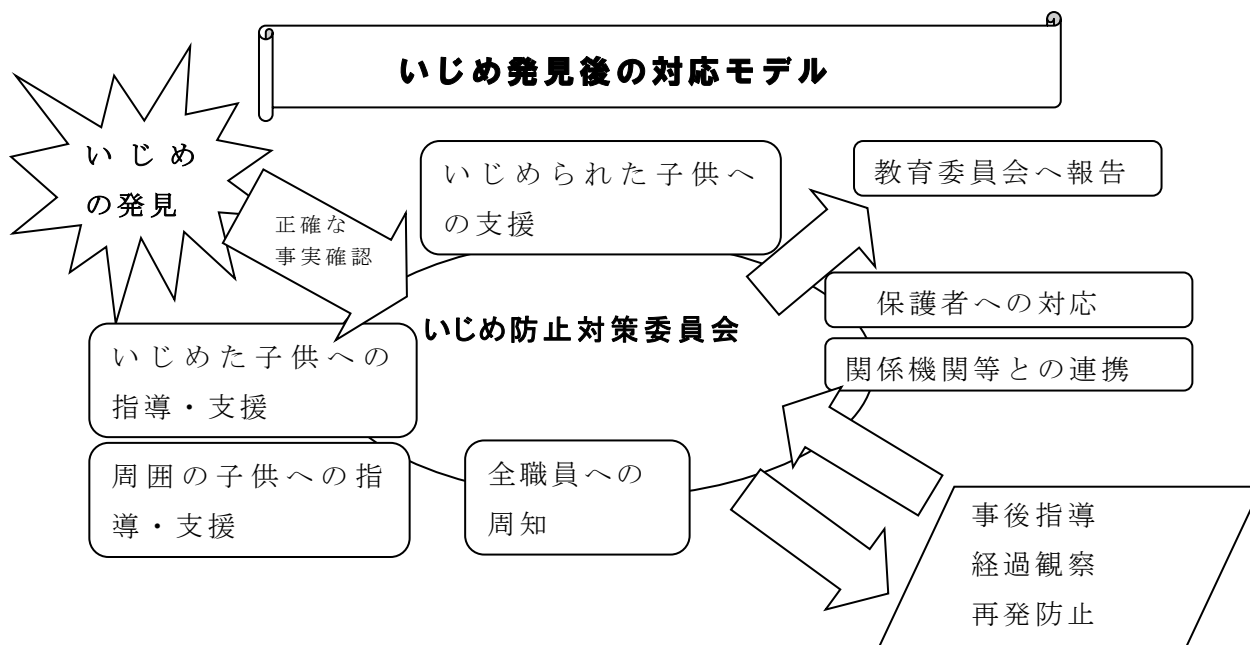 いじめ発見後の対応モデル
いじめ
の発見
正確な
事実確認
いじめられた子供へ
の支援
教育委員会へ報告
保護者への対応
関係機関等との連携
いじめ防止対策委員会
いじめた子供への
指導・支援
周囲の子供への指
導・支援
全職員への
周知
事後指導
経過観察
再発防止